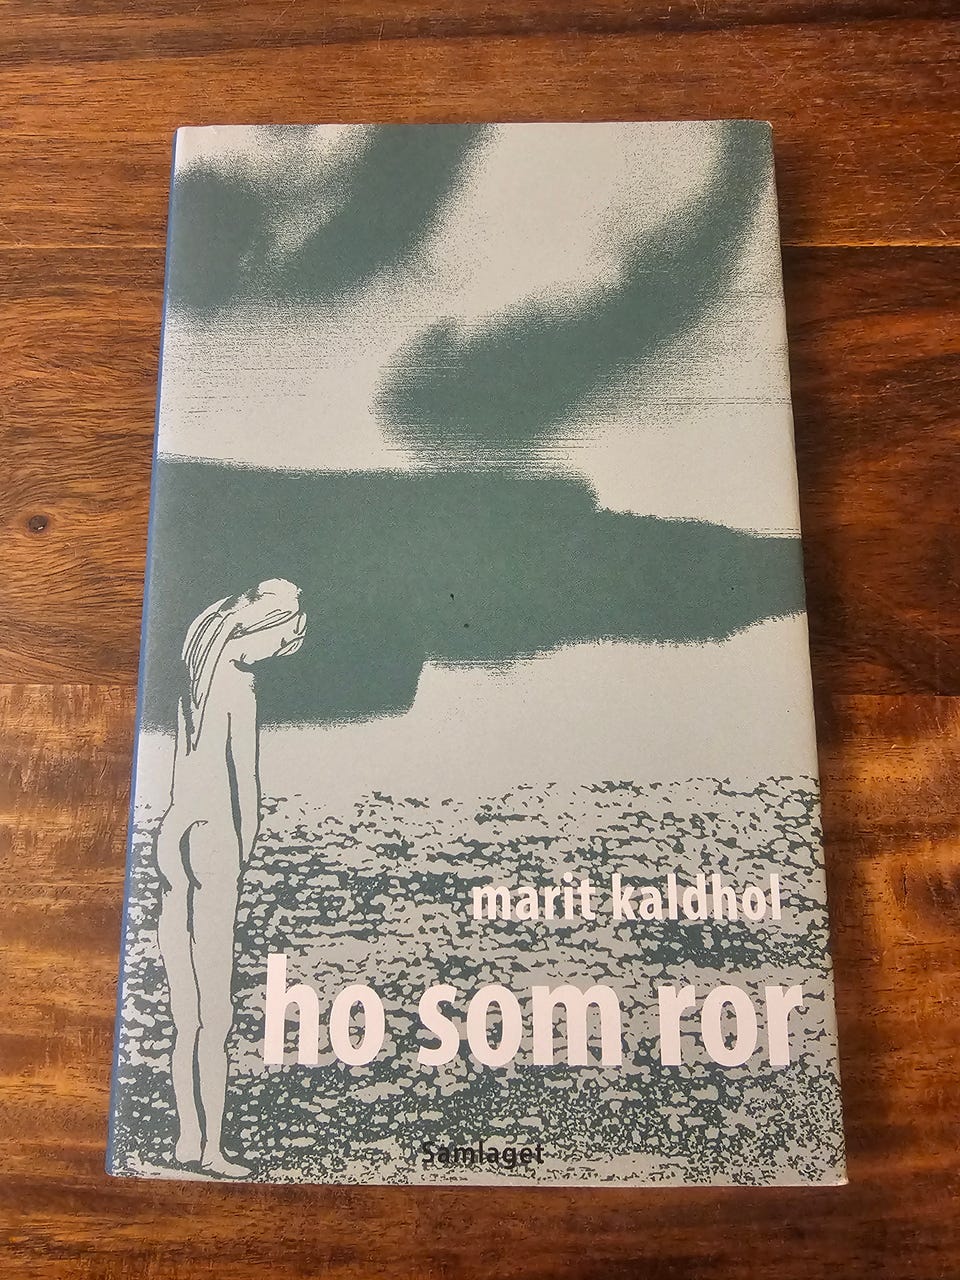 marit kaldhol
ho som ror
Samlaget